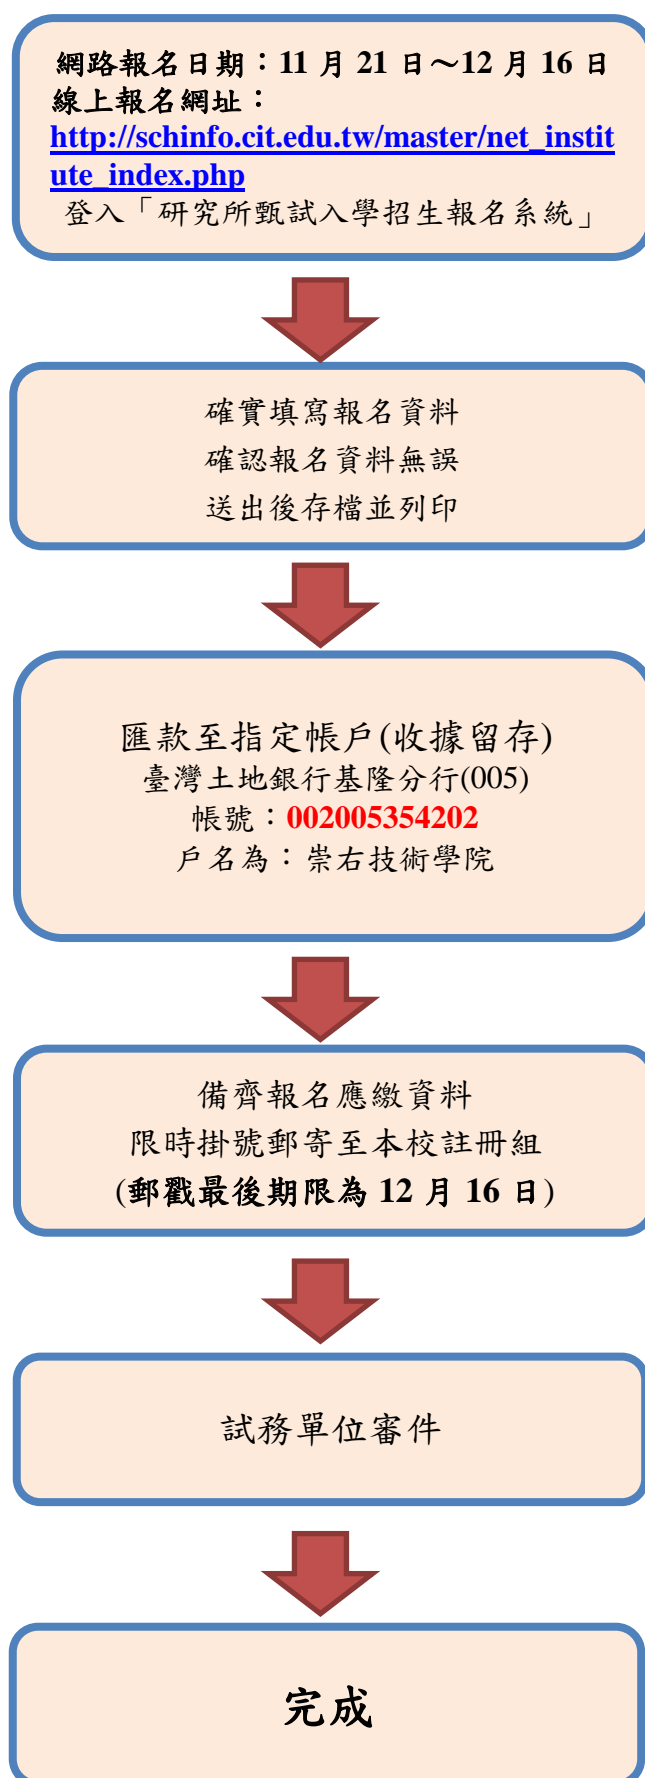 網路報名日期：11 月 21 日～12 月 16 日
線上報名網址：
http://schinfo.cit.edu.tw/master/net_instit
ute_index.php
登入「研究所甄試入學招生報名系統」
確實填寫報名資料
確認報名資料無誤
送出後存檔並列印
匯款至指定帳戶(收據留存)
臺灣土地銀行基隆分行(005)
帳號：002005354202
戶名為：崇右技術學院
備齊報名應繳資料
限時掛號郵寄至本校註冊組
(郵戳最後期限為 12 月 16 日)
試務單位審件
完成